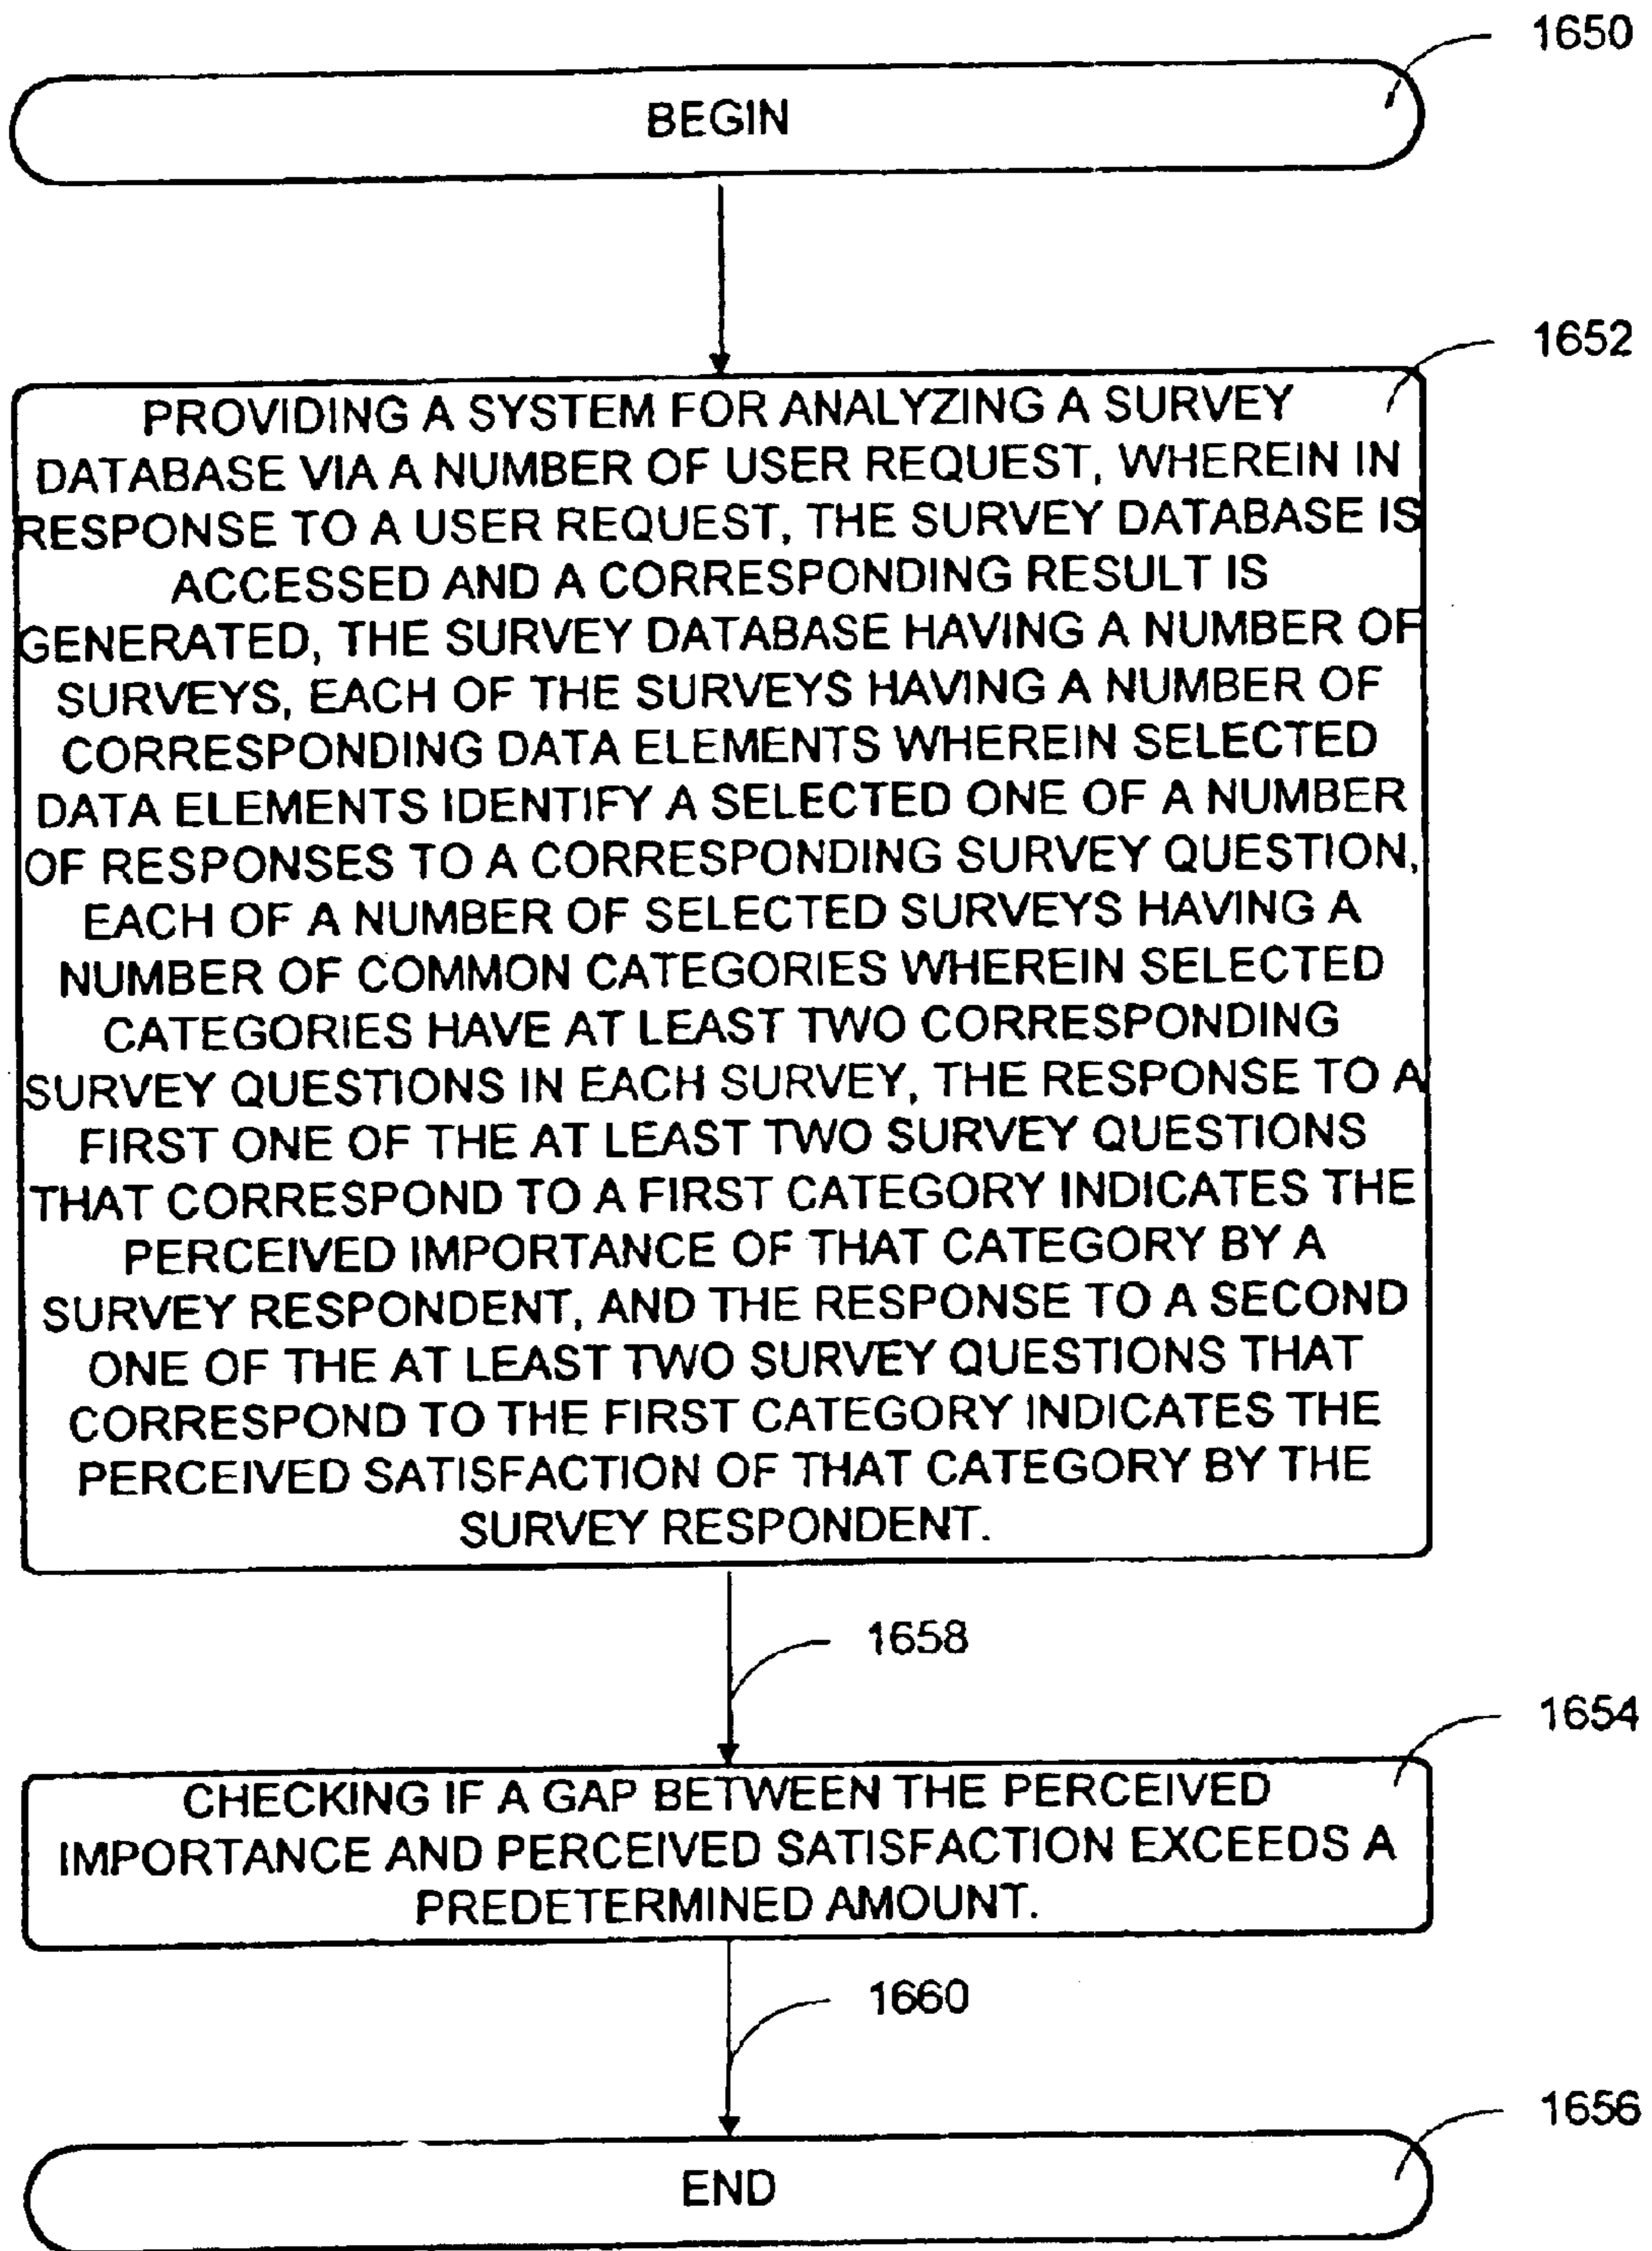 1650
BEGIN
1652
PROVIDING A SYSTEM FOR ANALYZING A SURVEY
DATABASE VIA A NUMBER OF USER REQUEST, WHEREIN IN
RESPONSE TO A USER REQUEST, THE SURVEY DATABASE IS
ACCESSED AND A CORRESPONDING RESULT IS
GENERATED, THE SURVEY DATABASE HAVING A NUMBER OF
SURVEYS, EACH OF THE SURVEYS HAVING A NUMBER OF
CORRESPONDING DATA ELEMENTS WHEREIN SELECTED
DATA ELEMENTS IDENTIFY A SELECTED ONE OF A NUMBER
OF RESPONSES TO A CORRESPONDING SURVEY QUESTION,
EACH OF A NUMBER OF SELECTED SURVEYS HAVING A
NUMBER OF COMMON CATEGORIES WHEREIN SELECTED
CATEGORIES HAVE AT LEAST TWO CORRESPONDING
SURVEY QUESTIONS IN EACH SURVEY, THE RESPONSE TO A
FIRST ONE OF THE AT LEAST TWO SURVEY QUESTIONS
THAT CORRESPOND TO A FIRST CATEGORY INDICATES THE
PERCEIVED IMPORTANCE OF THAT CATEGORY BY A
SURVEY RESPONDENT, AND THE RESPONSE TO A SECOND
ONE OF THE AT LEAST TWO SURVEY QUESTIONS THAT
CORRESPOND TO THE FIRST CATEGORY INDICATES THE
PERCEIVED SATISFACTION OF THAT CATEGORY BY THE
SURVEY RESPONDENT.
1658
1654
CHECKING IF A GAP BETWEEN THE PERCEIVED
IMPORTANCE AND PERCEIVED SATISFACTION EXCEEDS A
PREDETERMINED AMOUNT.
1660
1656
END